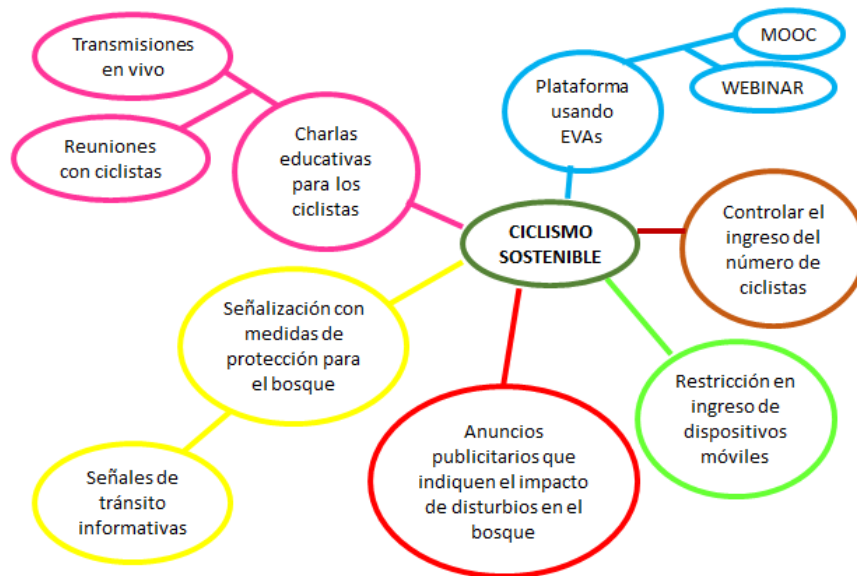 Transmisiones
en vivo
Reuniones
con ciclistas
Charlas
educativas
para los
ciclistas
Plataforma
usando
EVAs
MOOC
WEBINAR
CICLISMO
SOSTENIBLE
Controlar el
ingreso del
número de
ciclistas
Señalización con
medidas de
protección para
el bosque
Señales de
tránsito
informativas
Anuncios
publicitarios que
indiquen el impacto
de disturbios en el
bosque
Restricción en
ingreso de
dispositivos
móviles